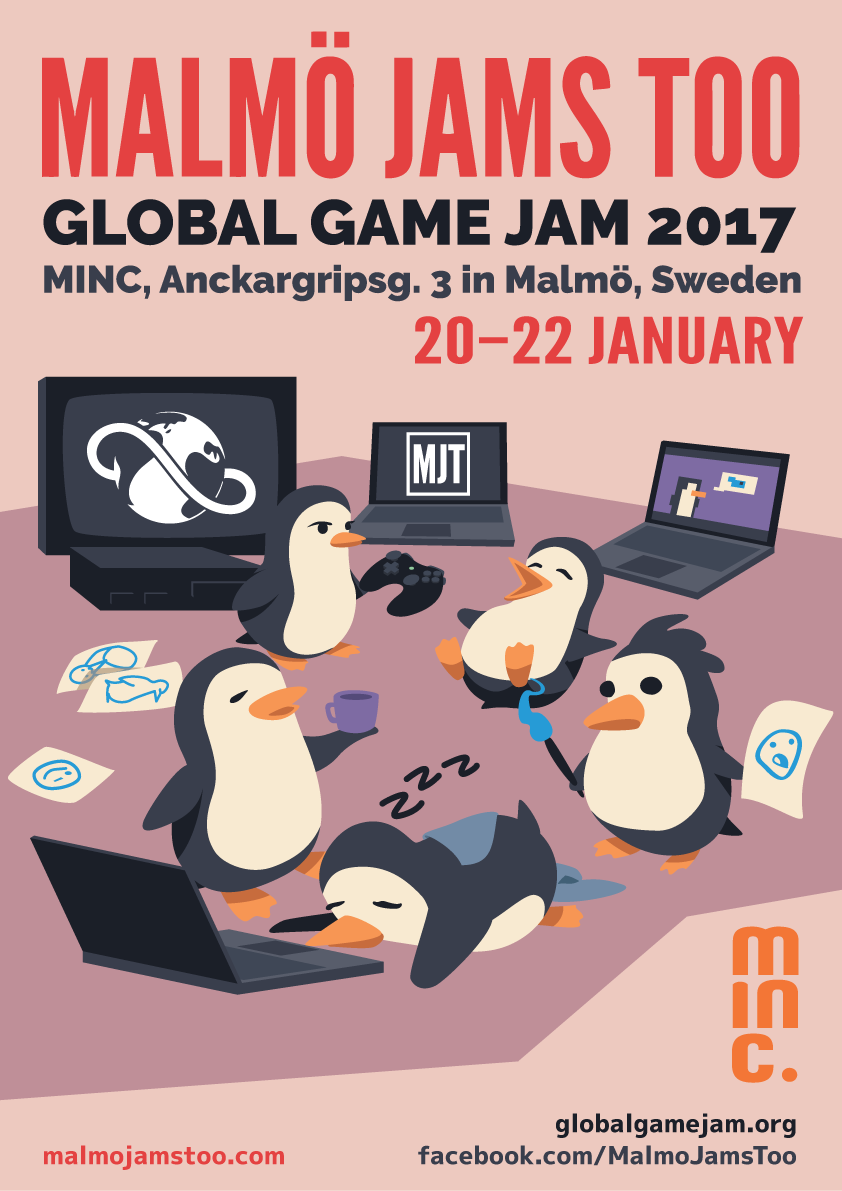 MALMÖ JAMS TOO
GLOBAL GAME JAM 2017
MINC, Anckargripsg. 3 in Malmö, Sweden
20–22 JANUARY
MJT
zzz
minc.
globalgamejam.org
malmojamstoo.com
facebook.com/MalmoJamsToo